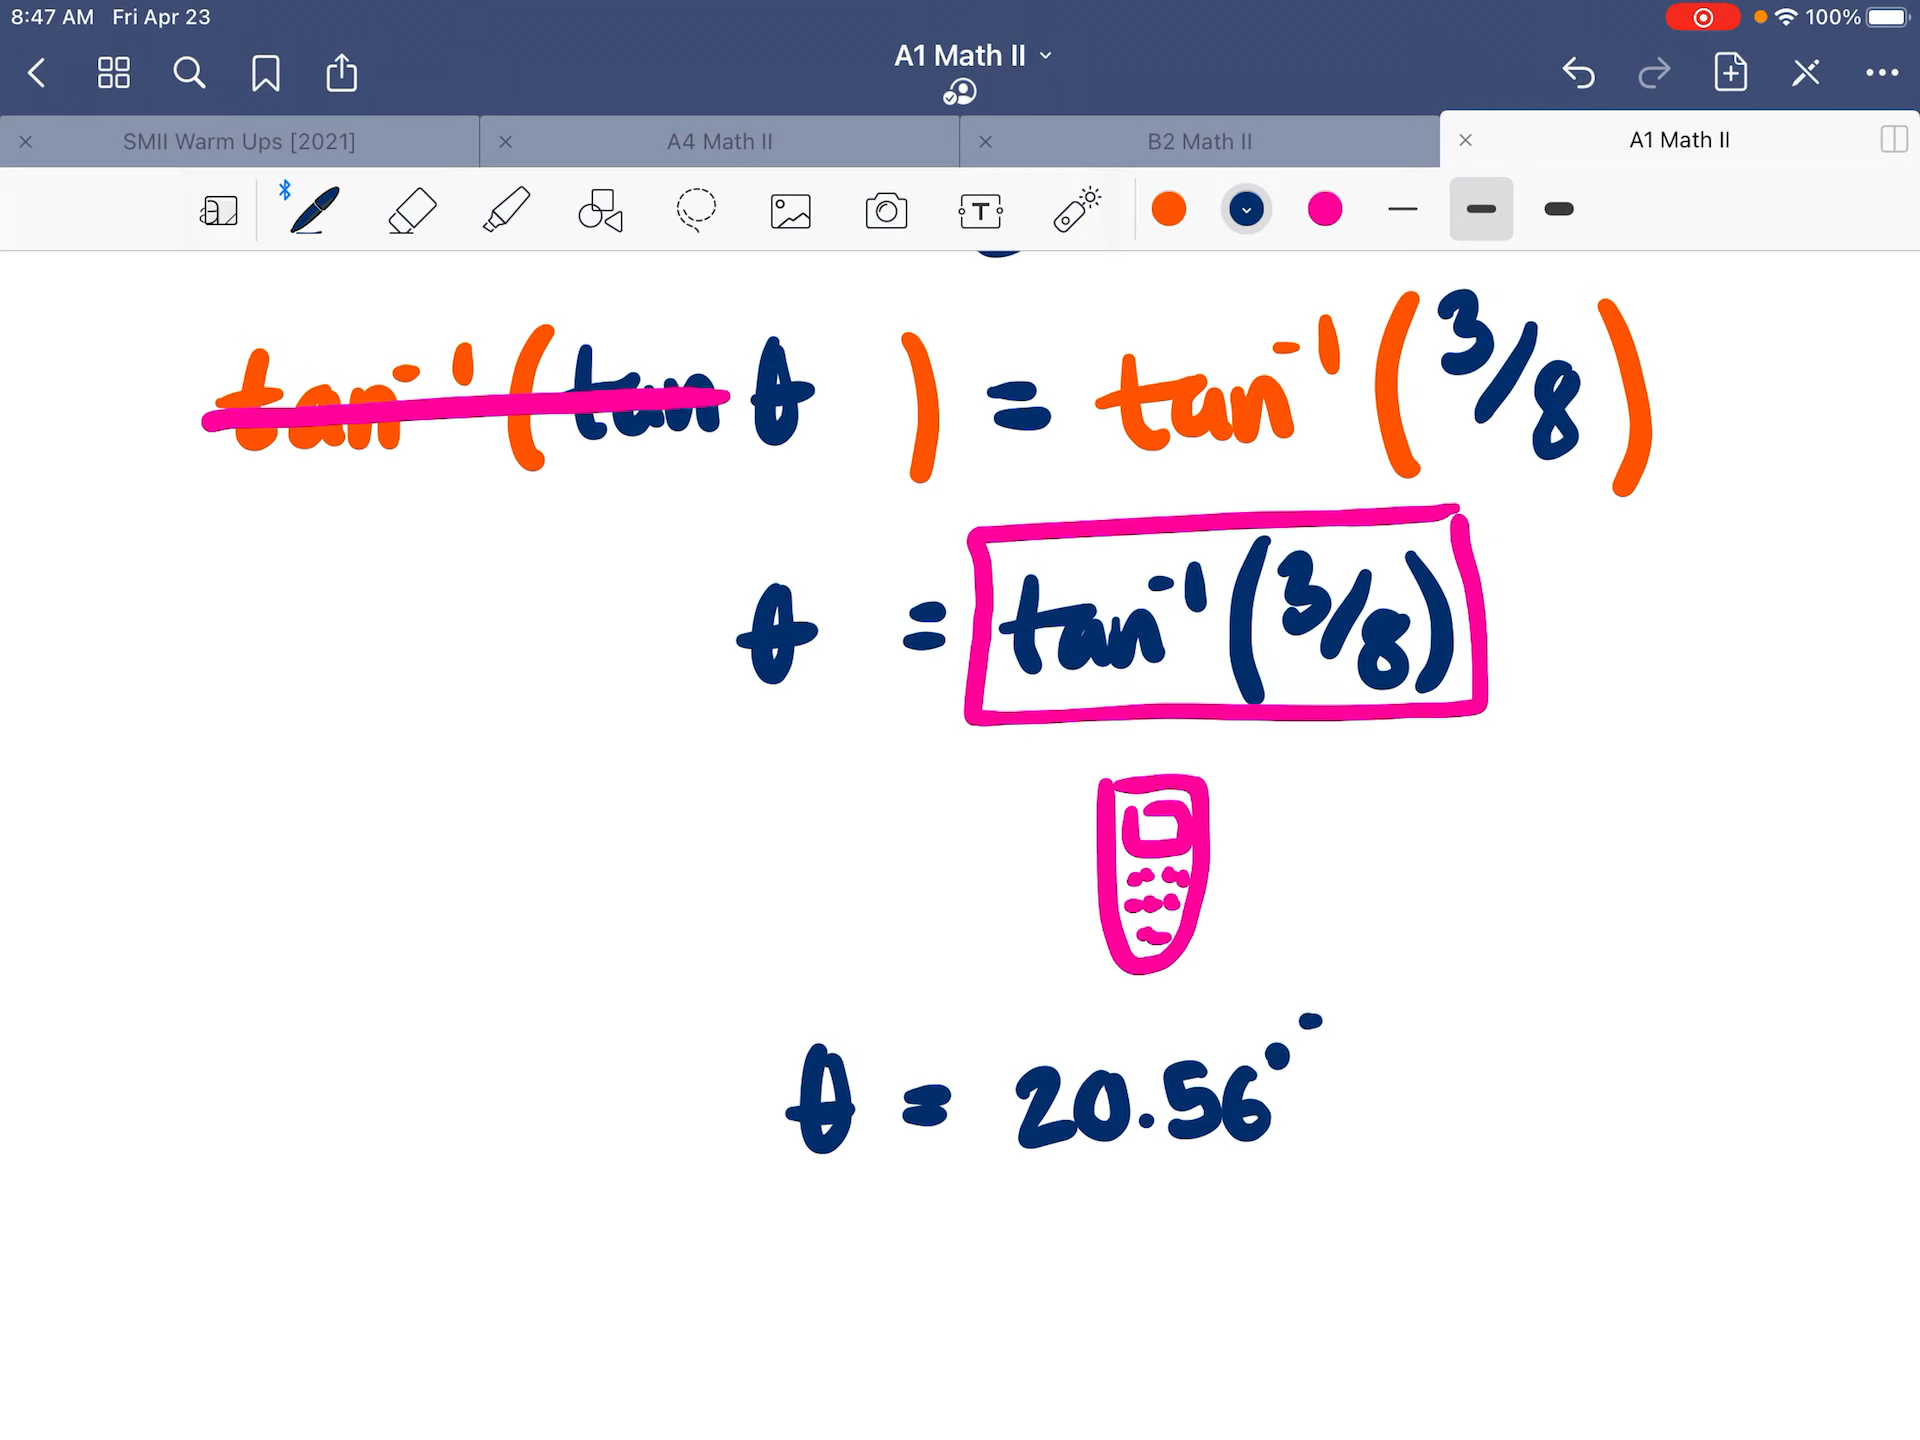 8:47 AM Fri Apr 23
100%
A1 Math II
SMII Warm Ups [2021]
A4 Math II
B2 Math II
A1 Math II
a
T
tan⁻¹(tan θ ) = tan⁻¹(3/8)
θ = tan⁻¹(3/8)
θ = 20.56°